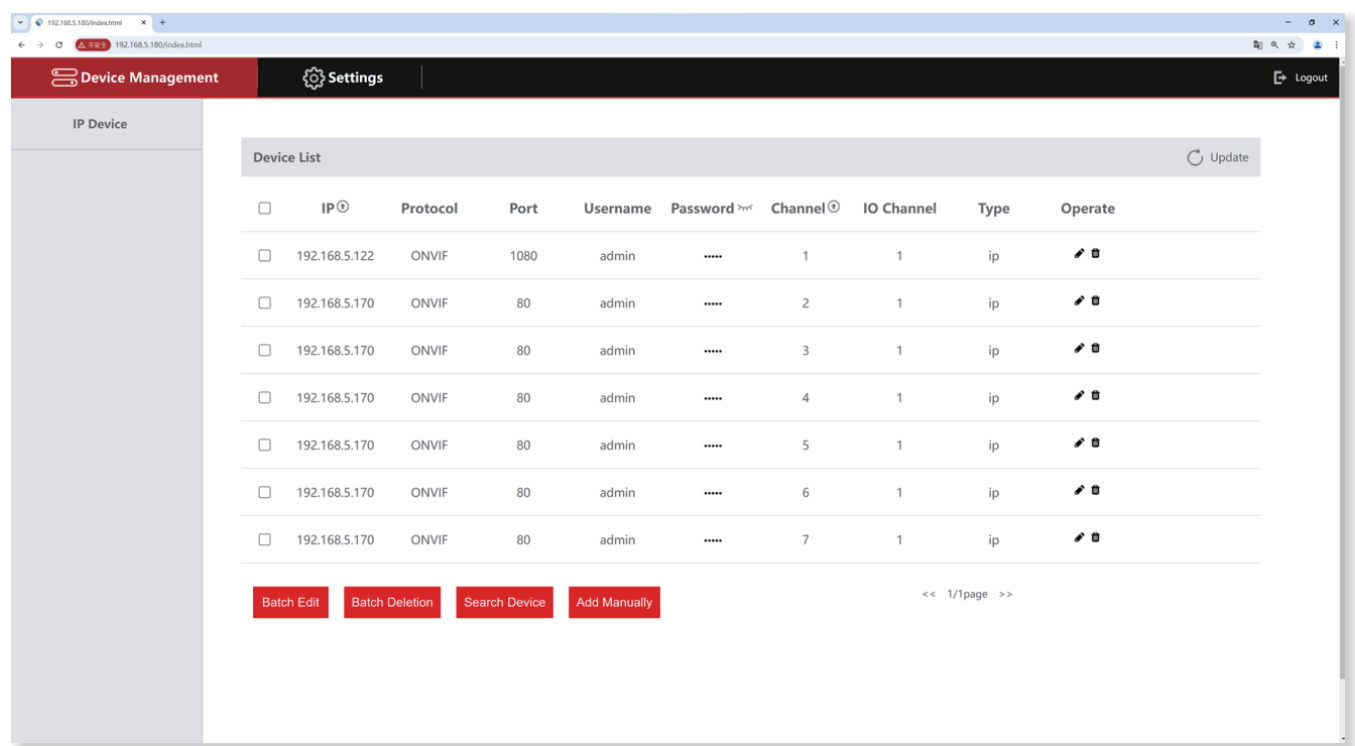 192.168.5.180/index.html
不安全 192.168.5.180/index.html
Device Management Settings Logout
IP Device
Device List Update
IP Protocol Port Username Password Channel IO Channel Type Operate
192.168.5.122 ONVIF 1080 admin ••••• 1 1 ip
192.168.5.170 ONVIF 80 admin ••••• 2 1 ip
192.168.5.170 ONVIF 80 admin ••••• 3 1 ip
192.168.5.170 ONVIF 80 admin ••••• 4 1 ip
192.168.5.170 ONVIF 80 admin ••••• 5 1 ip
192.168.5.170 ONVIF 80 admin ••••• 6 1 ip
192.168.5.170 ONVIF 80 admin ••••• 7 1 ip
Batch Edit Batch Deletion Search Device Add Manually << 1/1page >>